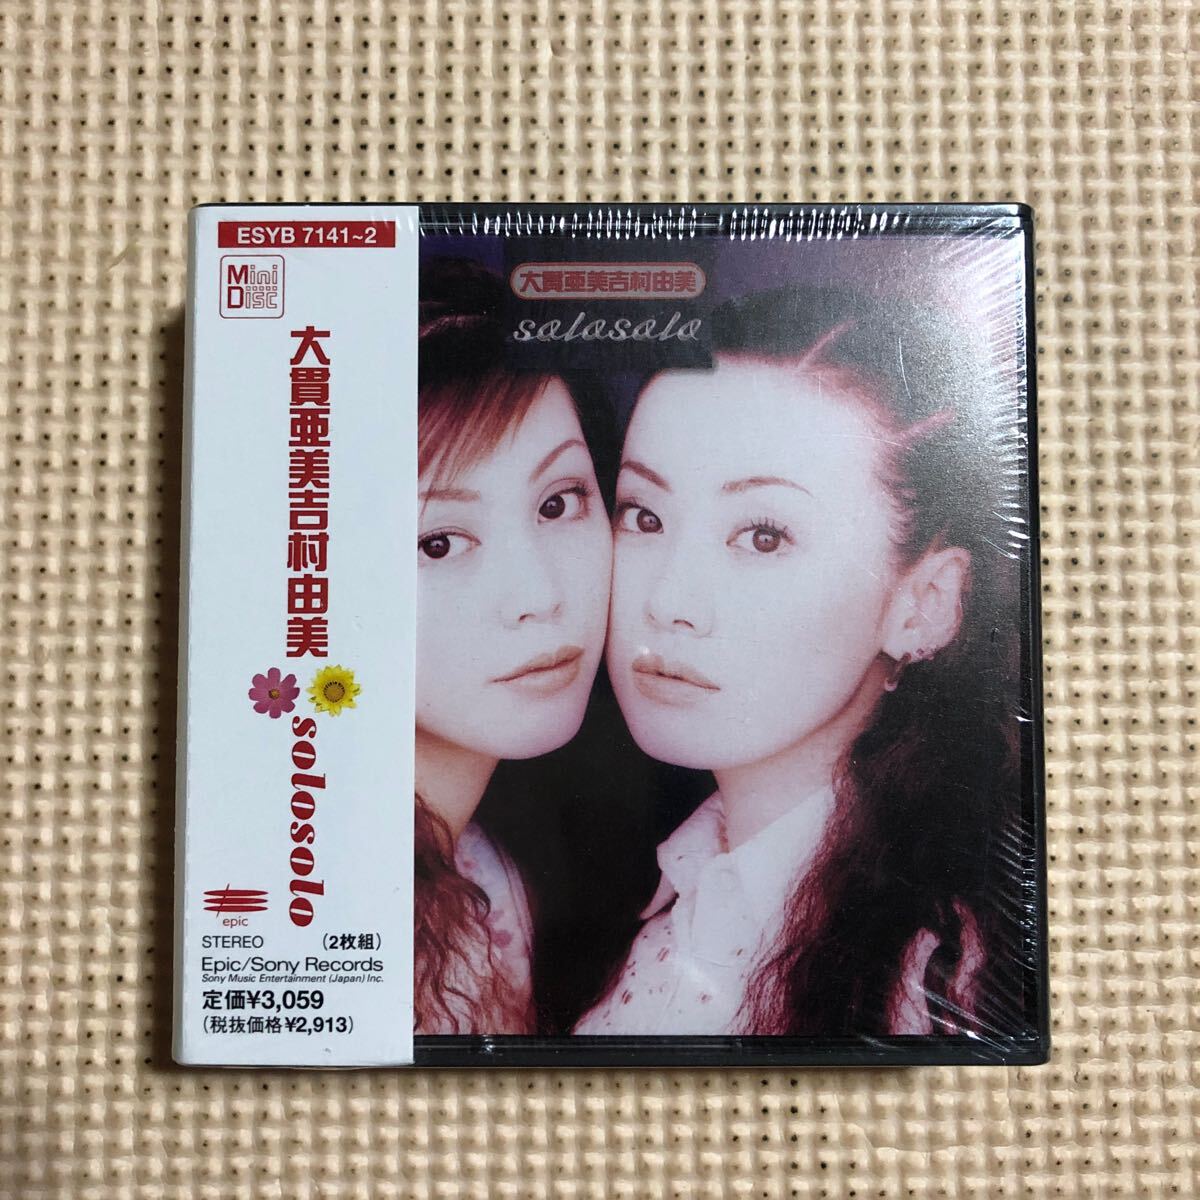 ESYB 7141~2
Mini
Disc
大貫亜美吉村由美
solosolo
epic
STEREO
(2枚組)
Epic/Sony Records
Sony Music Entertainment (Japan) Inc.
定価¥3,059
(税抜価格¥2,913)
大貫亜美吉村由美
solosolo